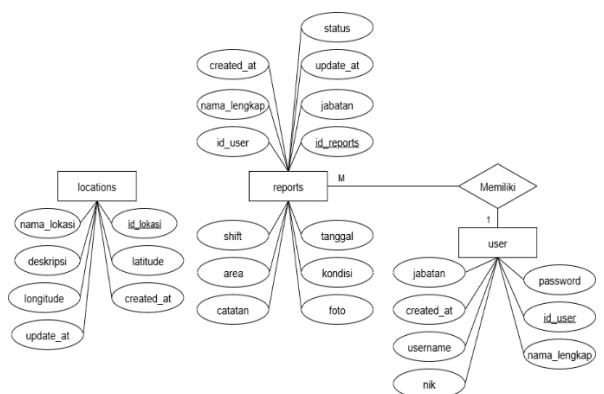 status
created_at
update_at
nama_lengkap
jabatan
id_user
id_reports
locations
reports
M
Memiliki
1
user
nama_lokasi
id_lokasi
deskripsi
latitude
longitude
created_at
update_at
shift
tanggal
area
kondisi
catatan
foto
jabatan
password
created_at
id_user
username
nama_lengkap
nik